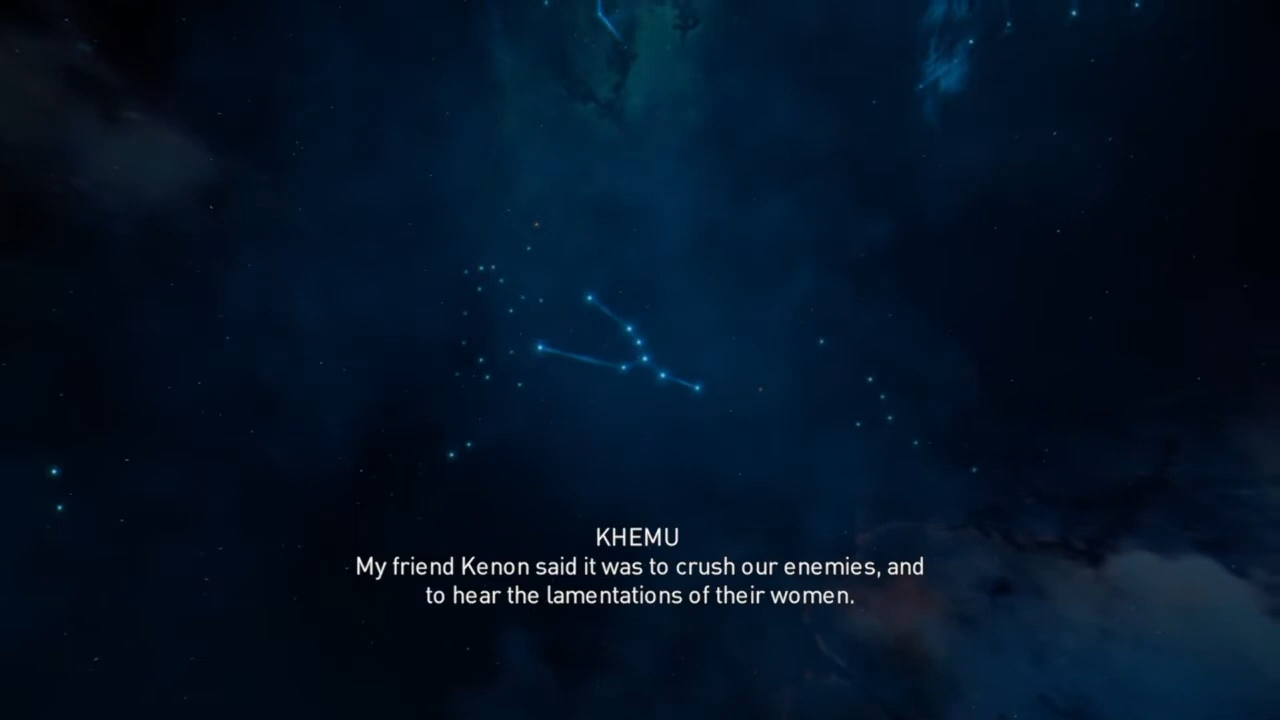 KHEMU
My friend Kenon said it was to crush our enemies, and
to hear the lamentations of their women.